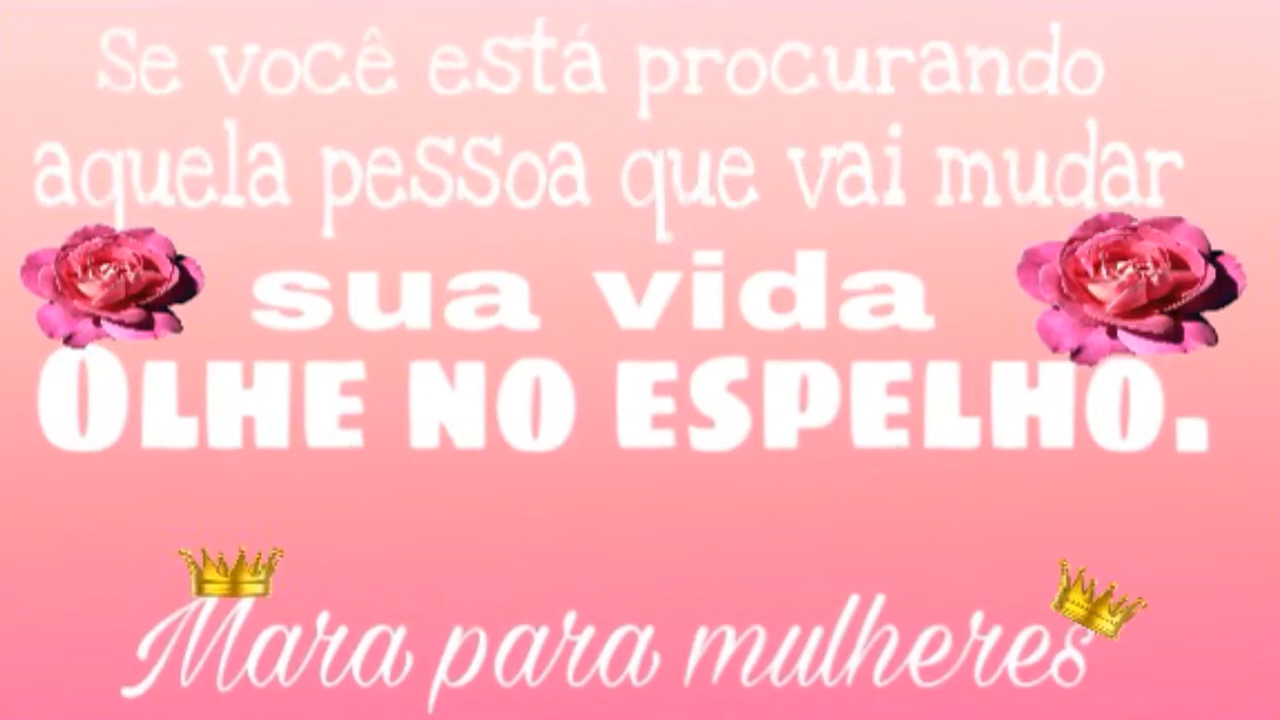 Se você está procurando
aquela pessoa que vai mudar
sua vida
OLHE NO ESPELHO.
Mara para mulheres